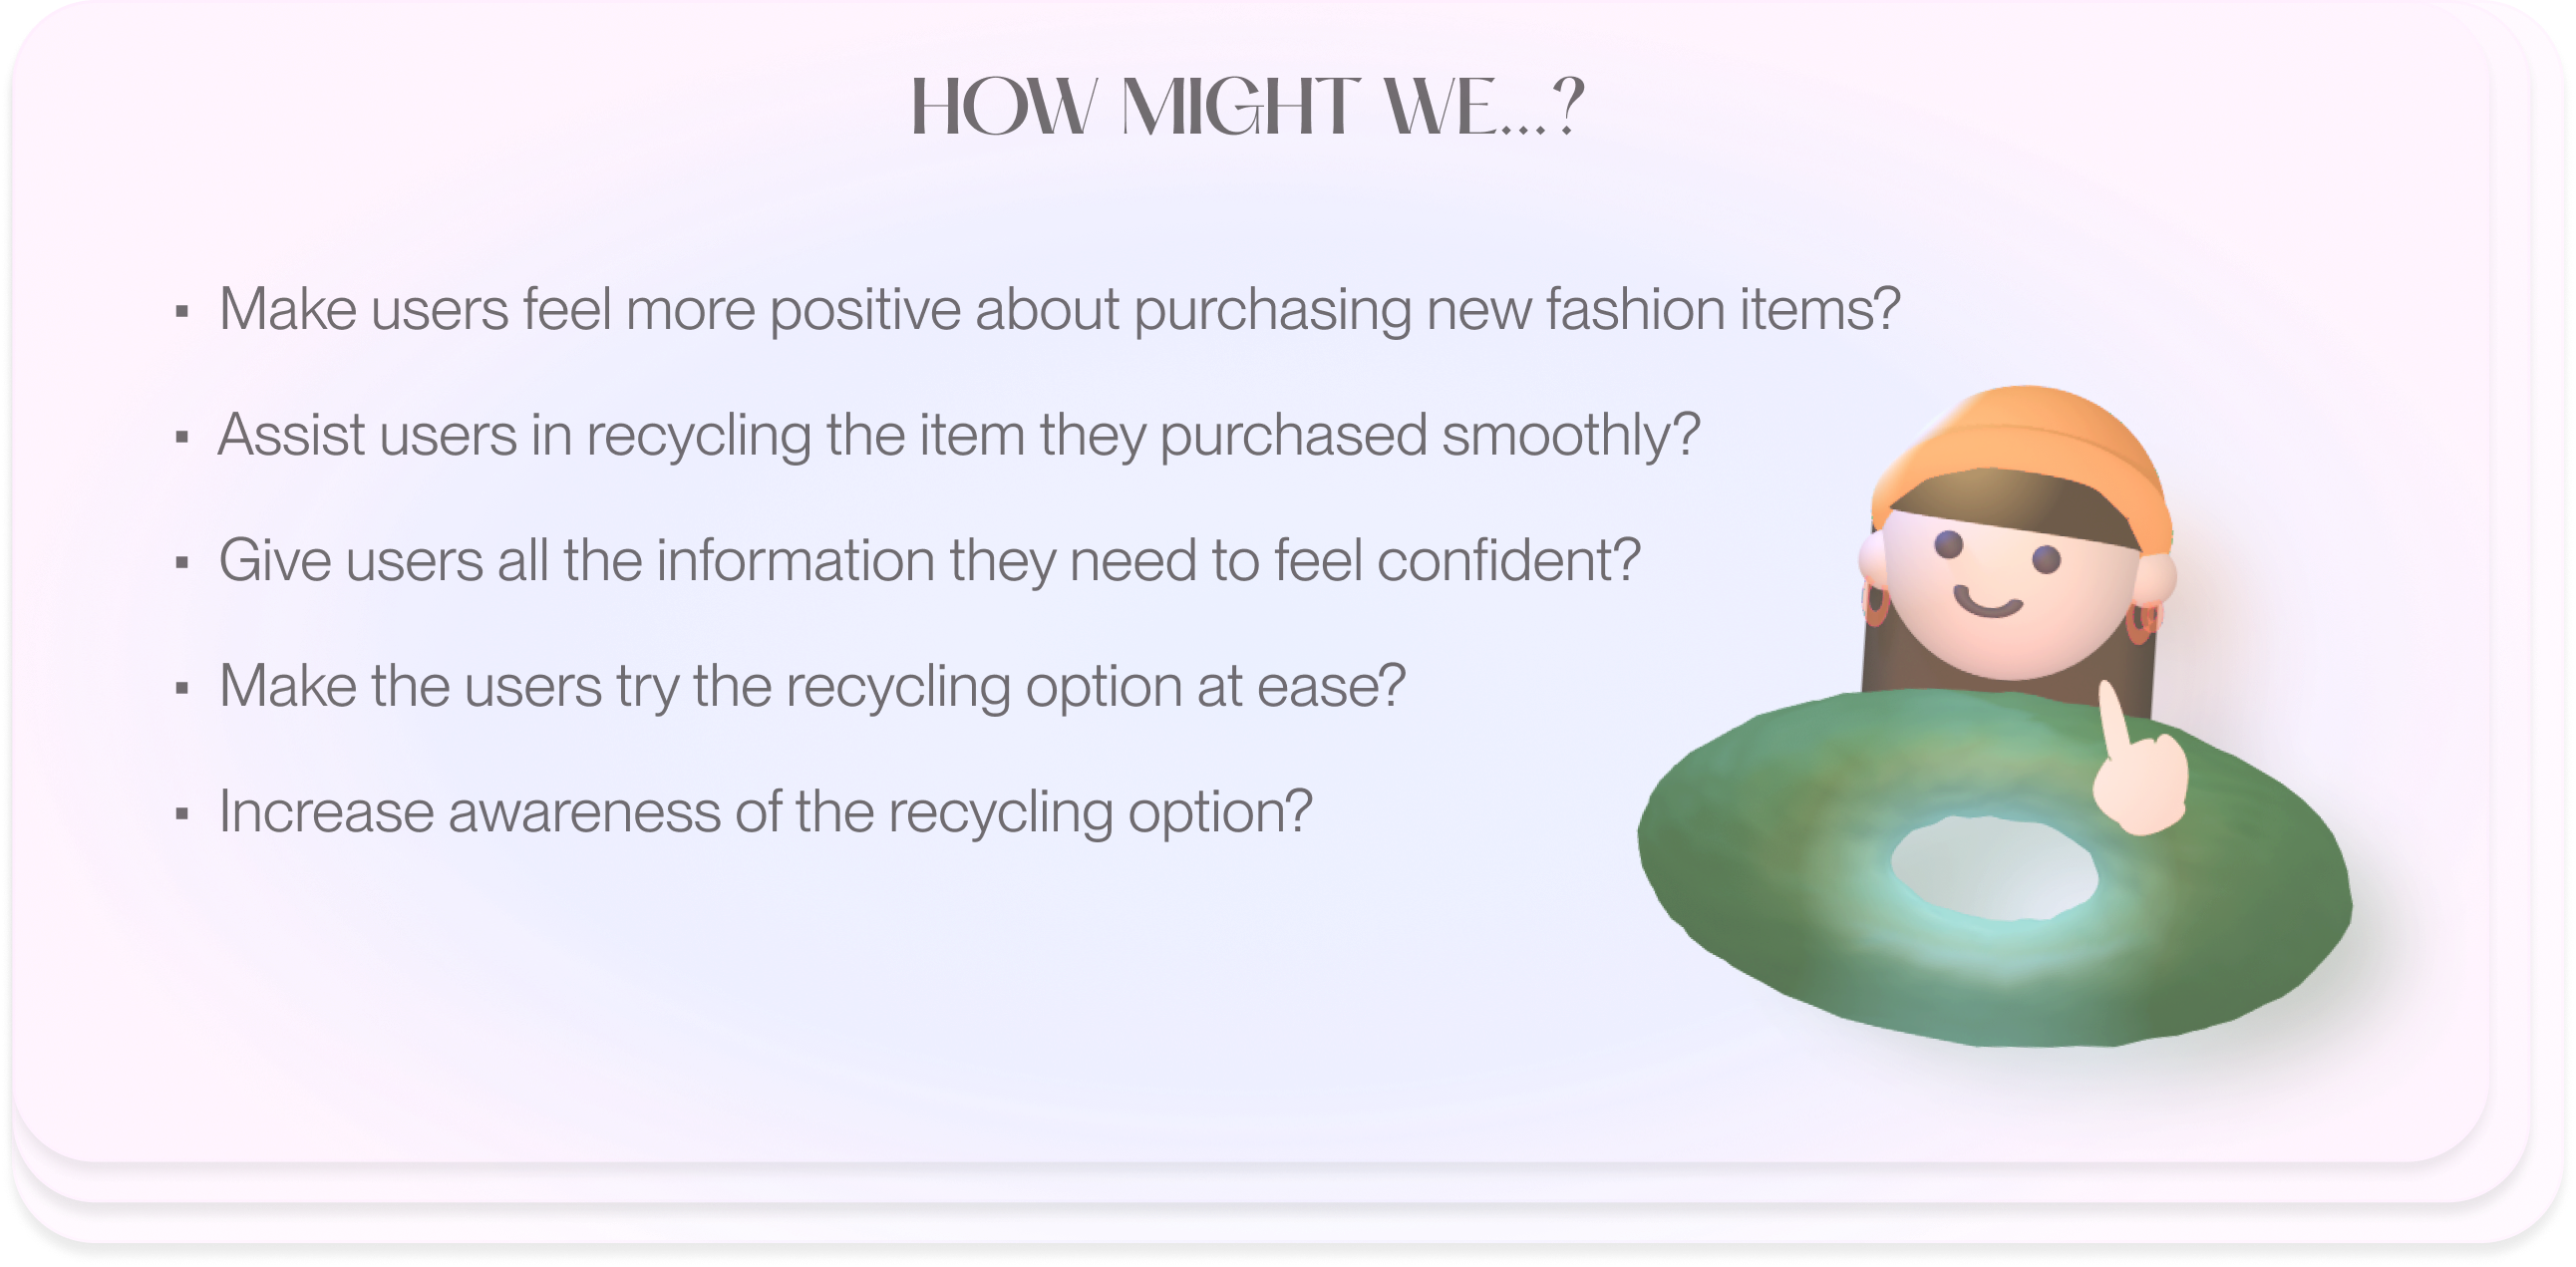 HOW MIGHT WE...?
▪ Make users feel more positive about purchasing new fashion items?
▪ Assist users in recycling the item they purchased smoothly?
▪ Give users all the information they need to feel confident?
▪ Make the users try the recycling option at ease?
▪ Increase awareness of the recycling option?